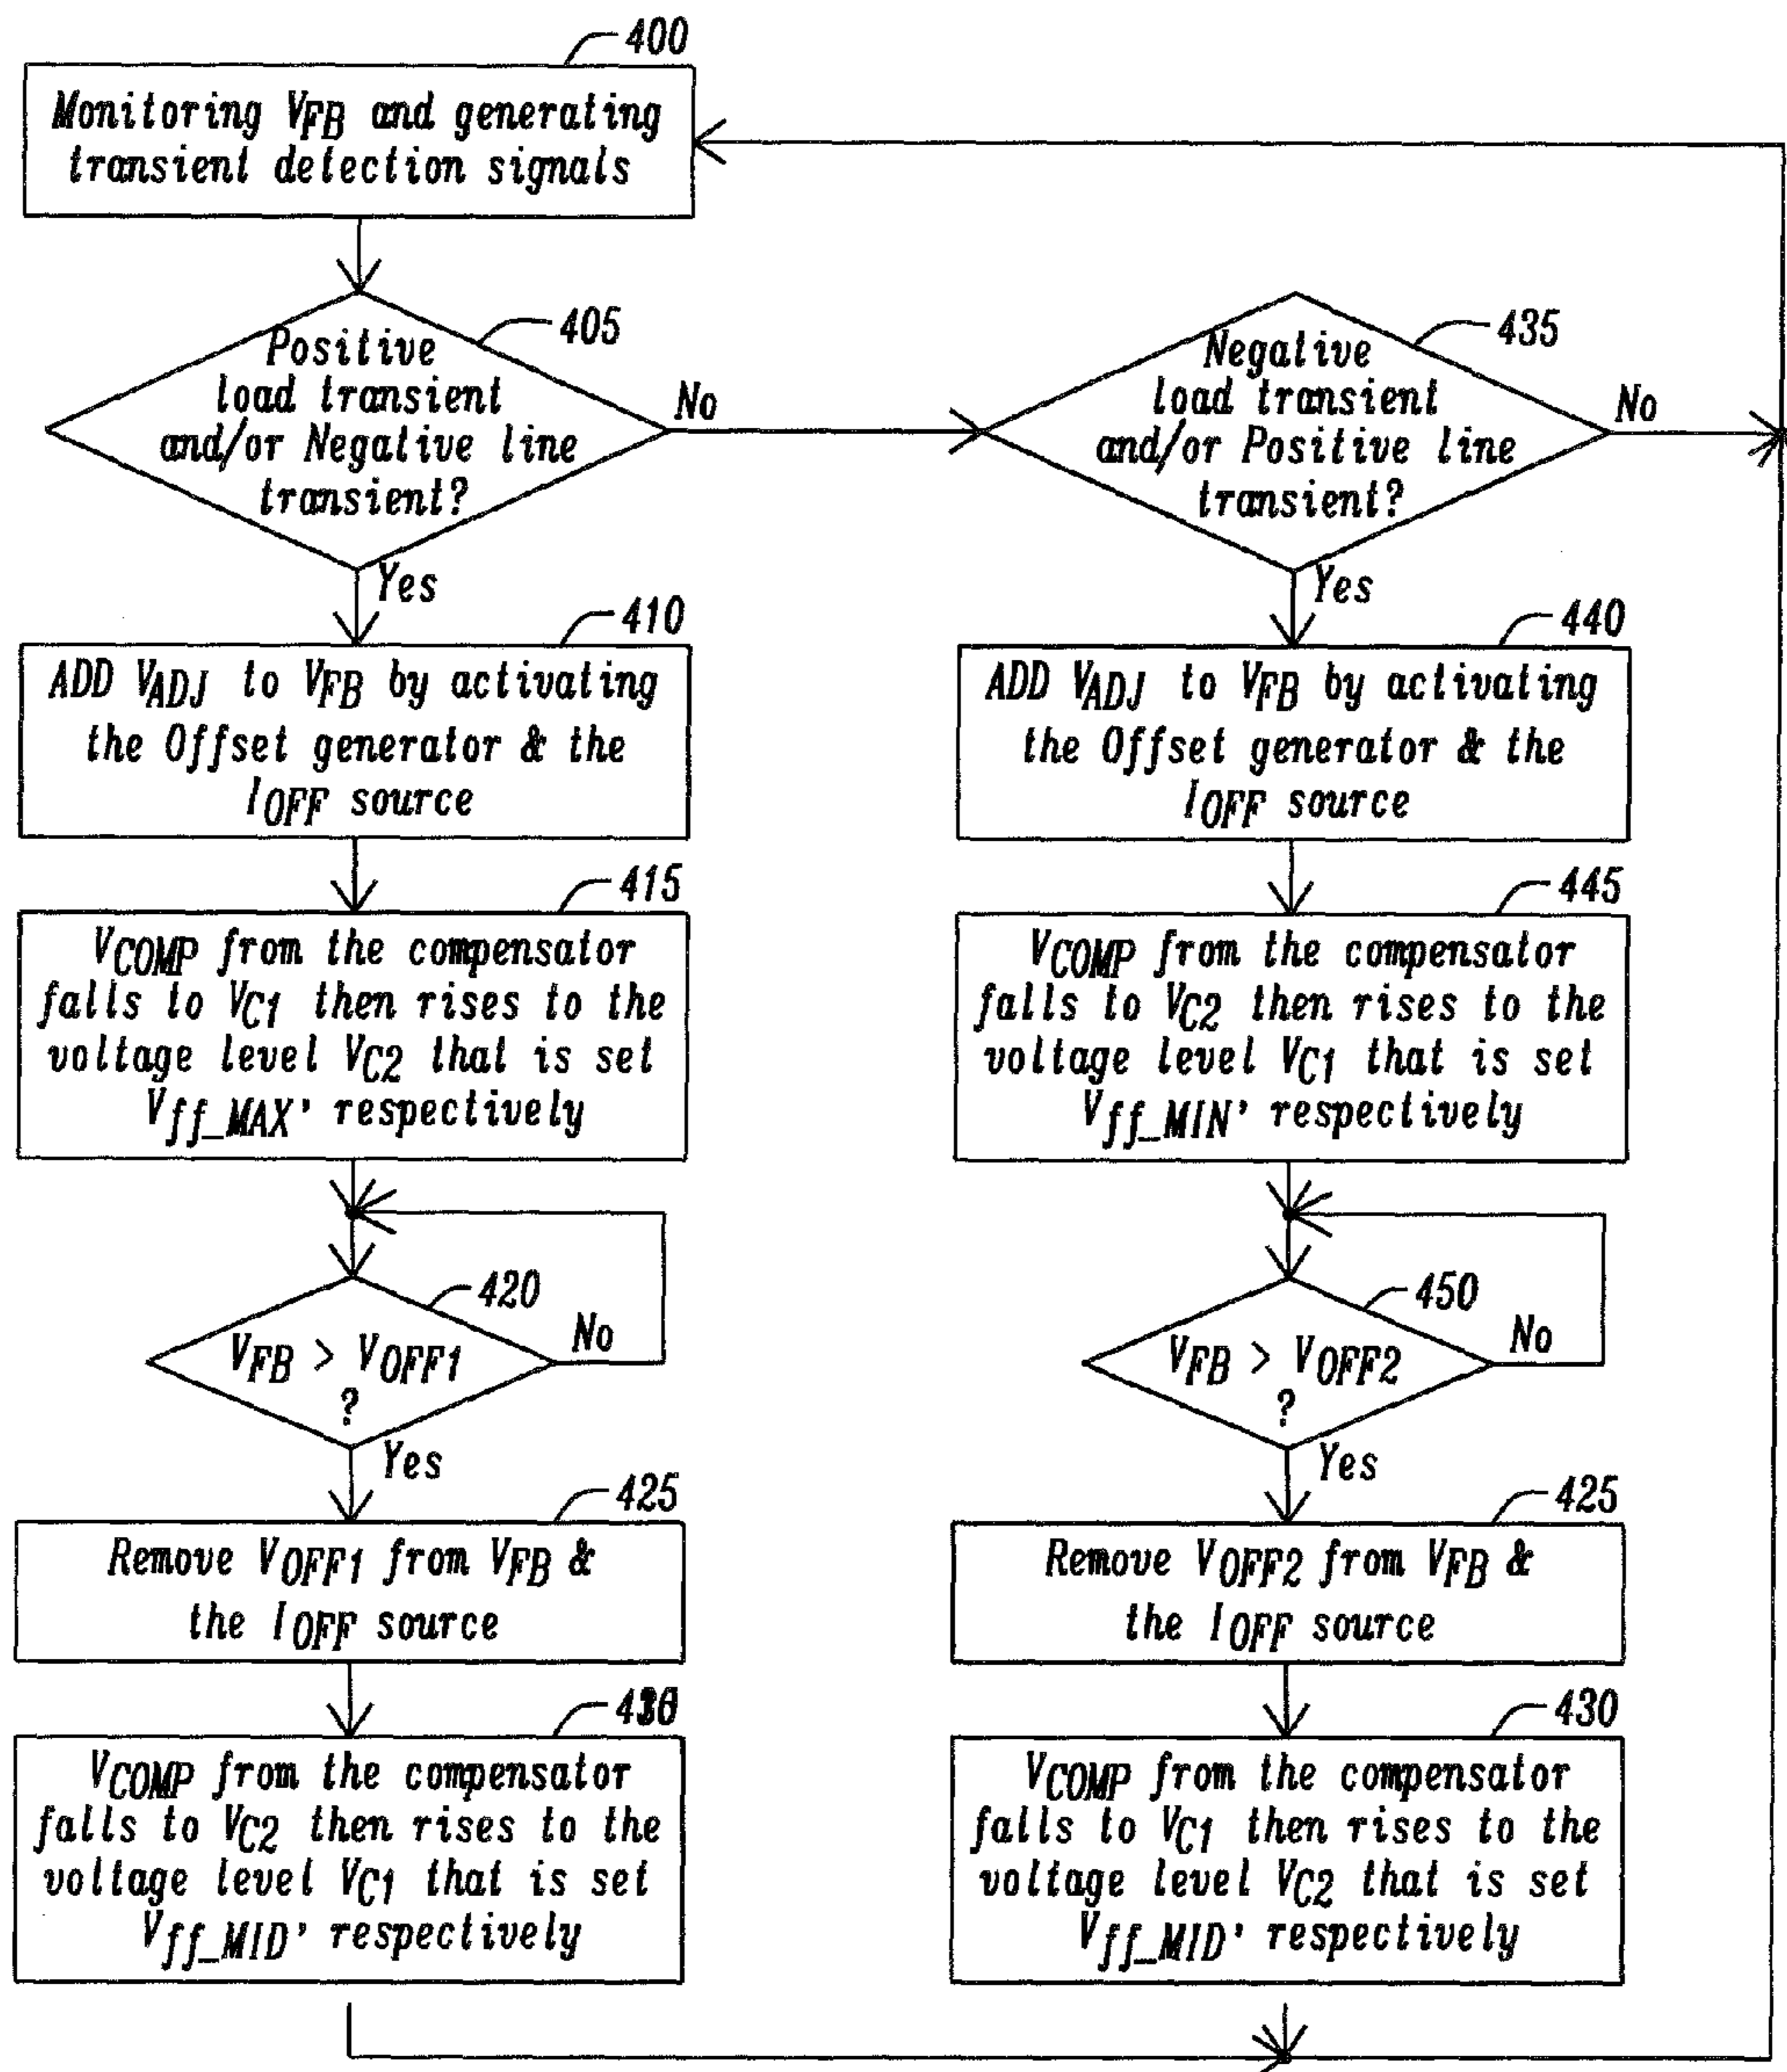 400
Monitoring VFB and generating
transient detection signals
405
Positive
load transient
and/or Negative line
transient?
No
Yes
435
Negative
load transient
and/or Positive line
transient?
No
Yes
410
ADD VADJ to VFB by activating
the Offset generator & the
IOFF source
440
ADD VADJ to VFB by activating
the Offset generator & the
IOFF source
415
VCOMP from the compensator
falls to VC1 then rises to the
voltage level VC2 that is set
Vff_MAX' respectively
445
VCOMP from the compensator
falls to VC2 then rises to the
voltage level VC1 that is set
Vff_MIN' respectively
420
VFB > VOFF1
?
No
Yes
450
VFB > VOFF2
?
No
Yes
425
Remove VOFF1 from VFB &
the IOFF source
425
Remove VOFF2 from VFB &
the IOFF source
VCOMP from the compensator
falls to VC2 then rises to the
voltage level VC1 that is set
Vff_MID' respectively
430
VCOMP from the compensator
falls to VC1 then rises to the
voltage level VC2 that is set
Vff_MID' respectively